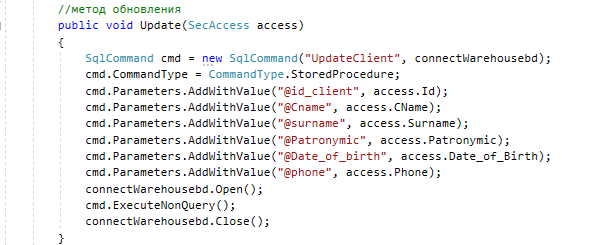 //метод обновления
public void Update(SecAccess access)
{
SqlCommand cmd = new SqlCommand("UpdateClient", connectWarehousebd);
cmd.CommandType = CommandType.StoredProcedure;
cmd.Parameters.AddWithValue("@id_client", access.Id);
cmd.Parameters.AddWithValue("@Cname", access.CName);
cmd.Parameters.AddWithValue("@surname", access.Surname);
cmd.Parameters.AddWithValue("@Patronymic", access.Patronymic);
cmd.Parameters.AddWithValue("@Date_of_birth", access.Date_of_Birth);
cmd.Parameters.AddWithValue("@phone", access.Phone);
connectWarehousebd.Open();
cmd.ExecuteNonQuery();
connectWarehousebd.Close();
}